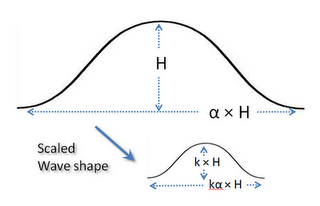 H
α × H
Scaled
Wave shape
k × H
kα × H